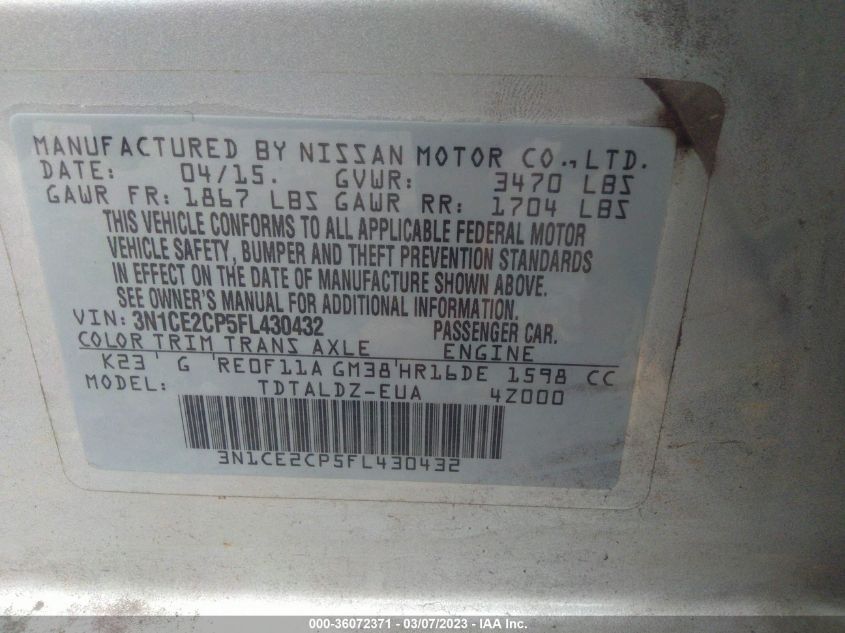 MANUFACTURED BY NISSAN MOTOR CO., LTD.
DATE: 04/15. GVWR: 3470 LBS
GAWR FR: 1867 LBS GAWR RR: 1704 LBS
THIS VEHICLE CONFORMS TO ALL APPLICABLE FEDERAL MOTOR
VEHICLE SAFETY, BUMPER AND THEFT PREVENTION STANDARDS
IN EFFECT ON THE DATE OF MANUFACTURE SHOWN ABOVE.
SEE OWNER'S MANUAL FOR ADDITIONAL INFORMATION.
VIN: 3N1CE2CP5FL430432 PASSENGER CAR.
COLOR TRIM TRANS AXLE ENGINE
K23 ' G 'RE0F11A GM38'HR16DE 1598 CC
MODEL: TDTALDZ-EUA 4Z000
3N1CE2CP5FL430432
000-36072371 - 03/07/2023 - IAA, Inc.